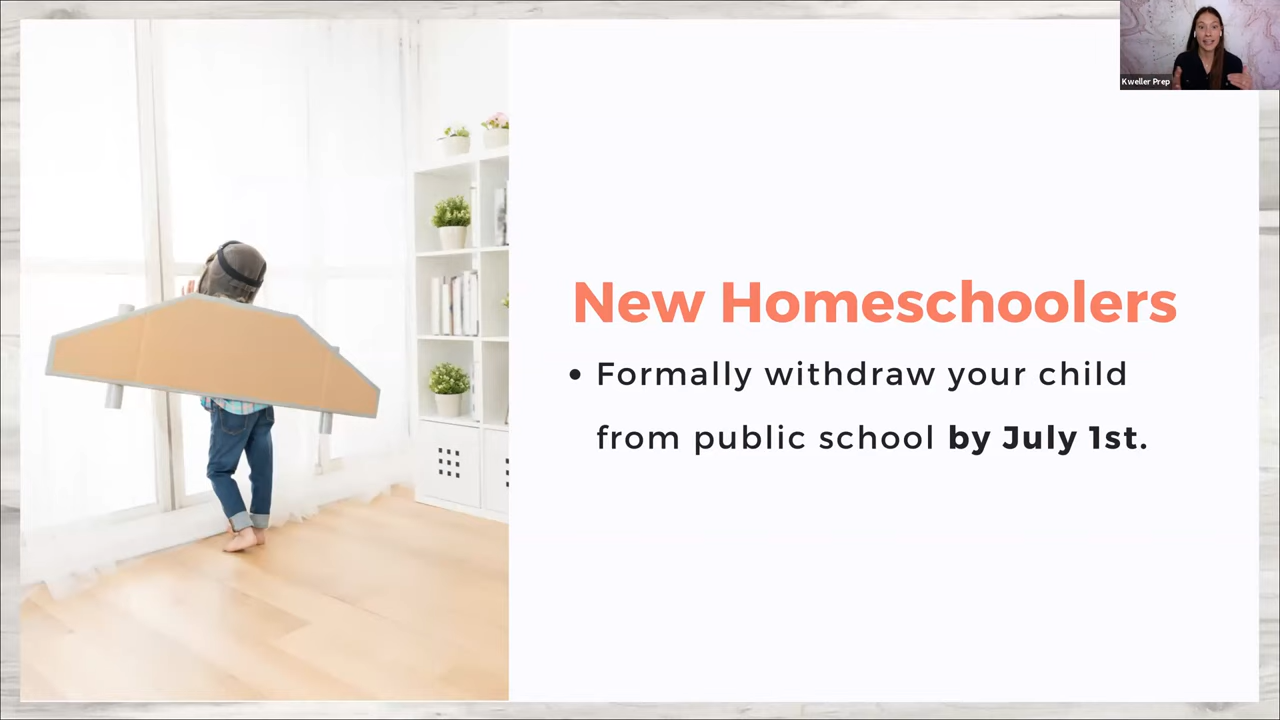 Kweller Prep
New Homeschoolers
• Formally withdraw your child
from public school by July 1st.